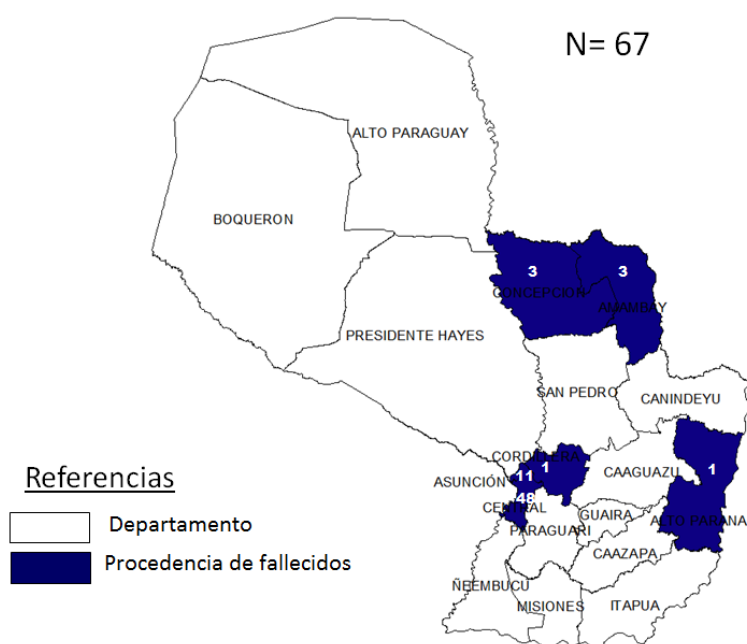 N= 67
ALTO PARAGUAY
BOQUERON
3
3
CONCEPCION
AMAMBAY
PRESIDENTE HAYES
SAN PEDRO
CANINDEYU
CORDILLERA
11
1
1
ASUNCIÓN
CAAGUAZU
48
CENTRAL
GUAIRA
ALTO PARANA
PARAGUARI
CAAZAPA
ÑEEMBUCU
MISIONES
ITAPUA
Referencias
Departamento
Procedencia de fallecidos